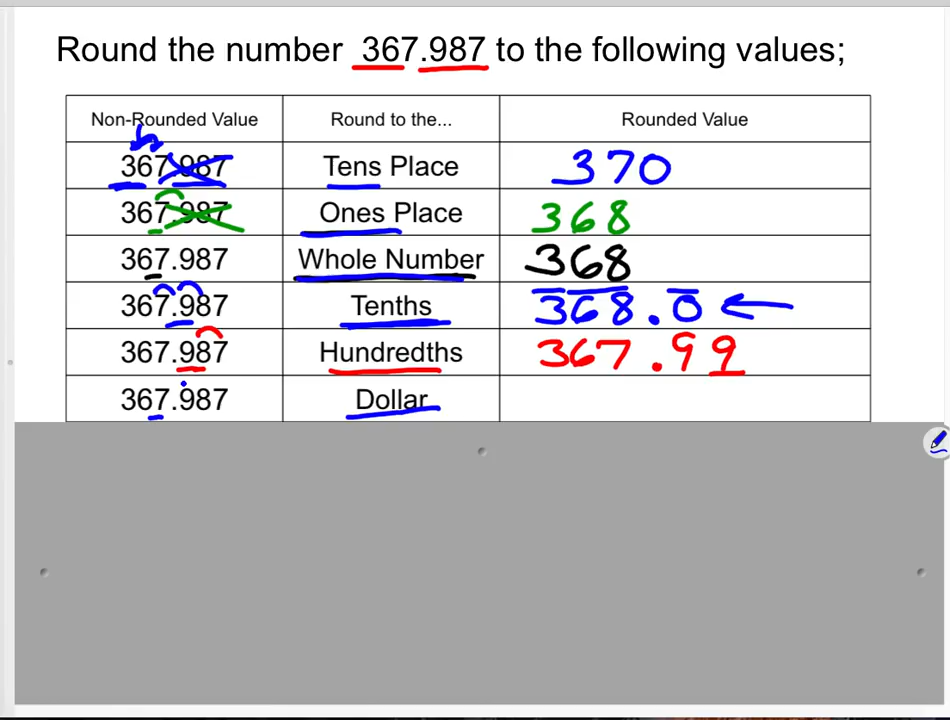 Round the number 367.987 to the following values;
Non-Rounded Value Round to the... Rounded Value
367.987 Tens Place 370
367.987 Ones Place 368
367.987 Whole Number 368
367.987 Tenths 368.0
367.987 Hundredths 367.99
367.987 Dollar